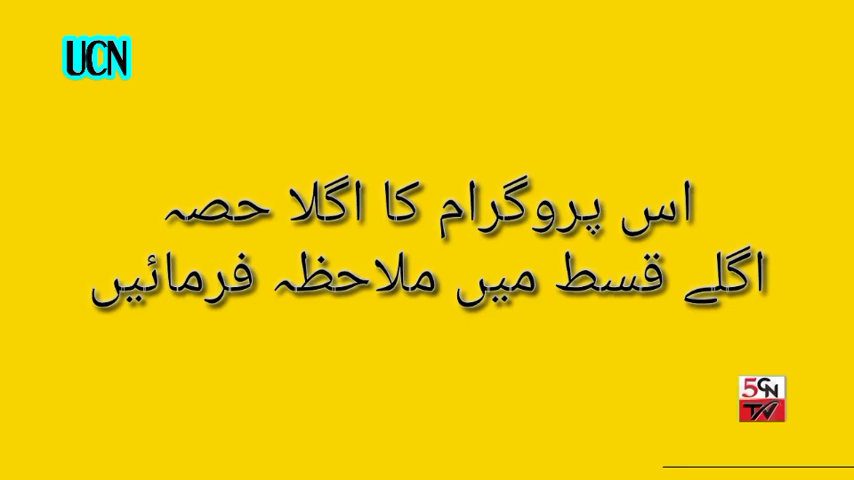 UCN
اس پروگرام کا اگلا حصہ
اگلے قسط میں ملاحظہ فرمائیں
5CN
TV